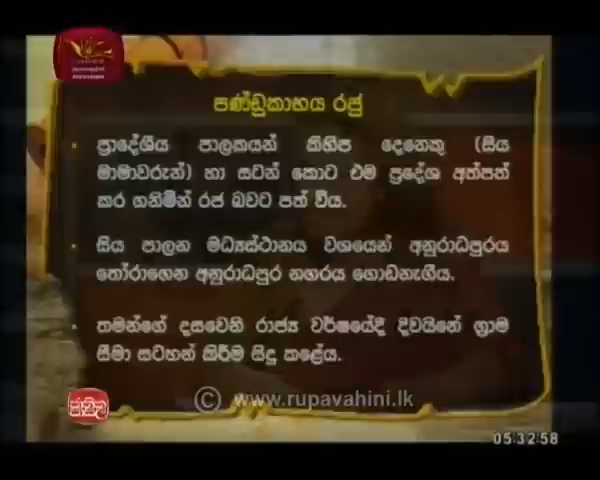 පණ්ඩුකාභය රජු
• ප්‍රාදේශීය පාලකයන් කිහිප දෙනෙකු (සිය
මාමාවරුන්) හා සටන් කොට එම ප්‍රදේශ අත්පත්
කර ගනිමින් රජ බවට පත් විය.
• සිය පාලන මධ්‍යස්ථානය වශයෙන් අනුරාධපුරය
තෝරාගෙන අනුරාධපුර නගරය ගොඩනැගීය.
• තමන්ගේ දසවෙනි රාජ්‍ය වර්ෂයේදී දිවයිනේ ග්‍රාම
සීමා සටහන් කිරීම සිදු කළේය.
© www.rupavahini.lk
05:32:58